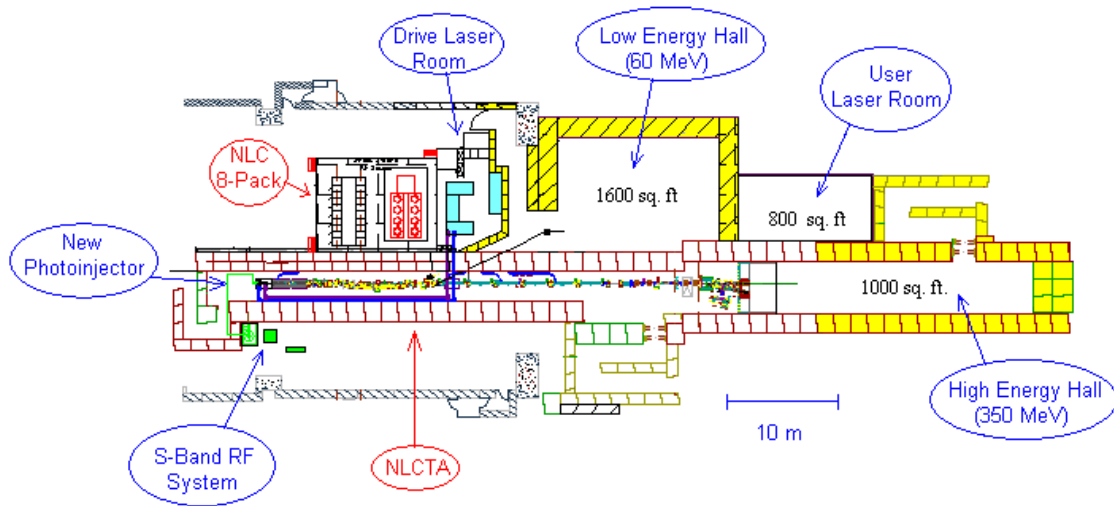 Drive Laser
Room
Low Energy Hall
(60 MeV)
User
Laser Room
NLC
8-Pack
1600 sq. ft
800 sq. ft
New
Photoinjector
1000 sq. ft.
High Energy Hall
(350 MeV)
10 m
S-Band RF
System
NLCTA